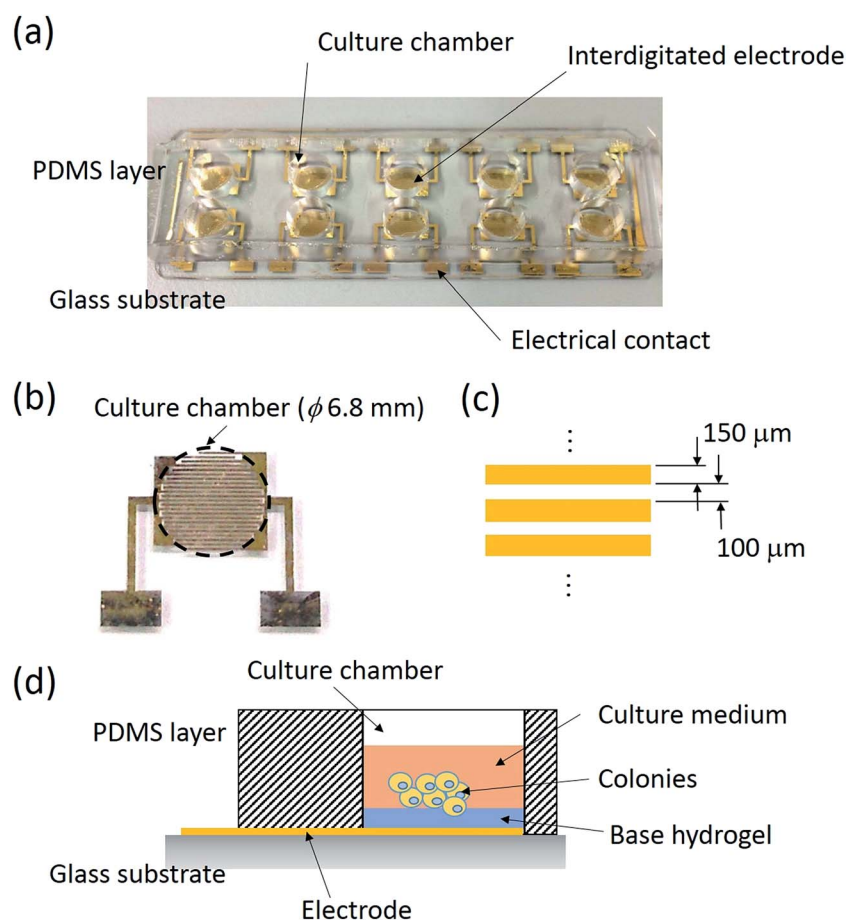 (a)
Culture chamber
Interdigitated electrode
PDMS layer
Glass substrate
Electrical contact
(b)
Culture chamber (ϕ 6.8 mm)
(c)
⋮
150 μm
100 μm
⋮
(d)
Culture chamber
PDMS layer
Culture medium
Colonies
Base hydrogel
Glass substrate
Electrode